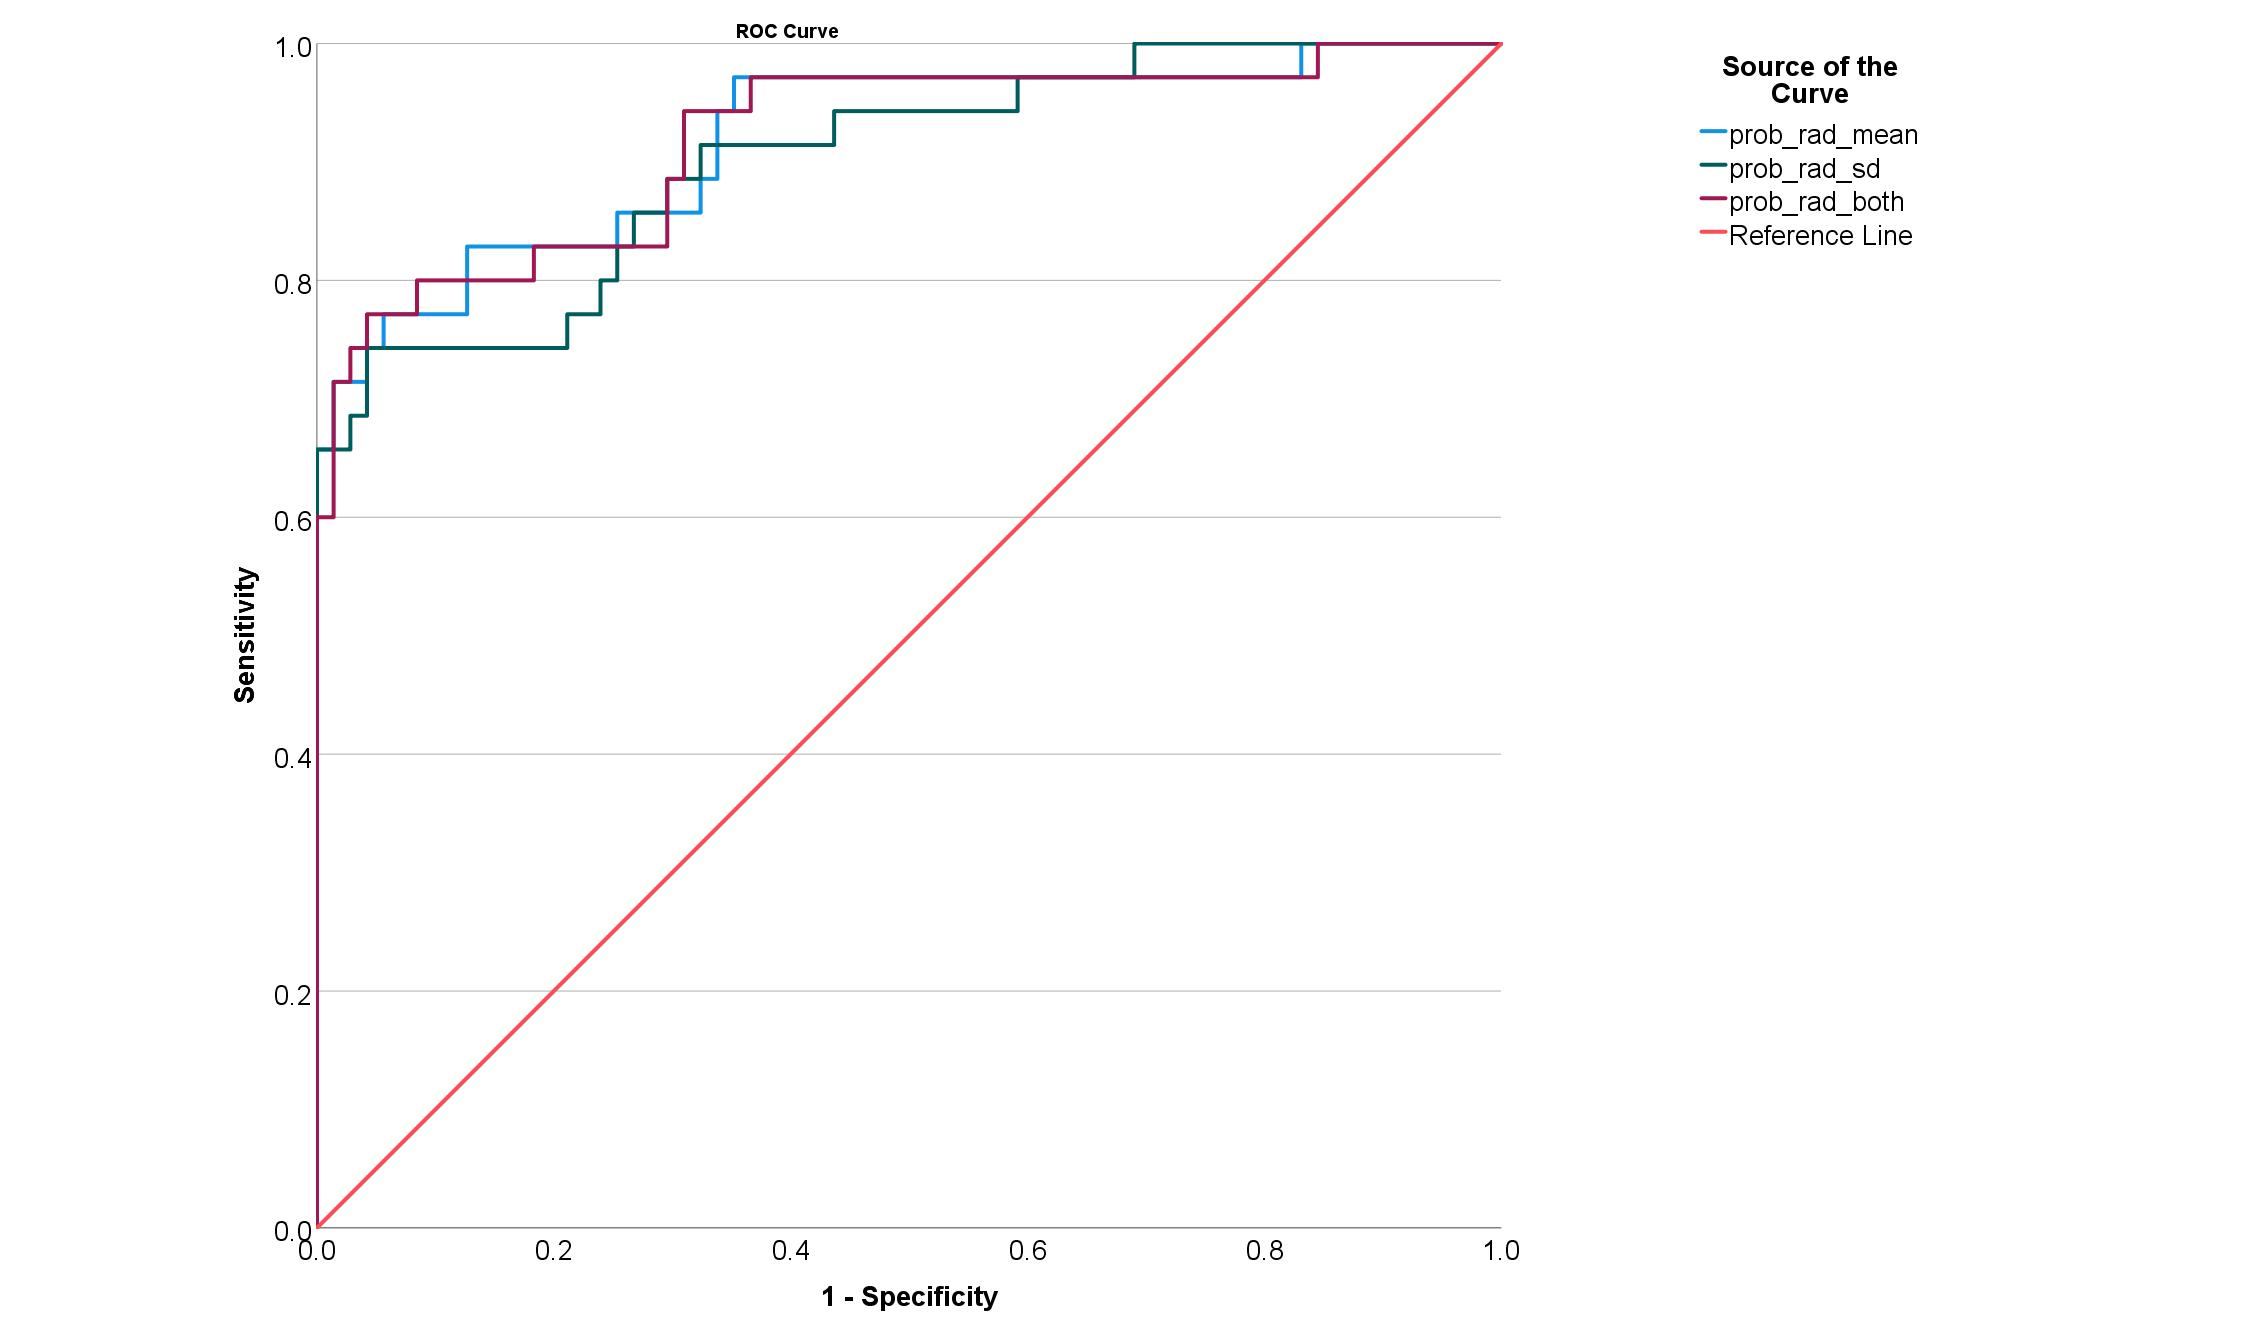 ROC Curve
1.0
0.8
0.6
0.4
0.2
0.0
Sensitivity
0.0 0.2 0.4 0.6 0.8 1.0
1 - Specificity
Source of the
Curve
prob_rad_mean
prob_rad_sd
prob_rad_both
Reference Line